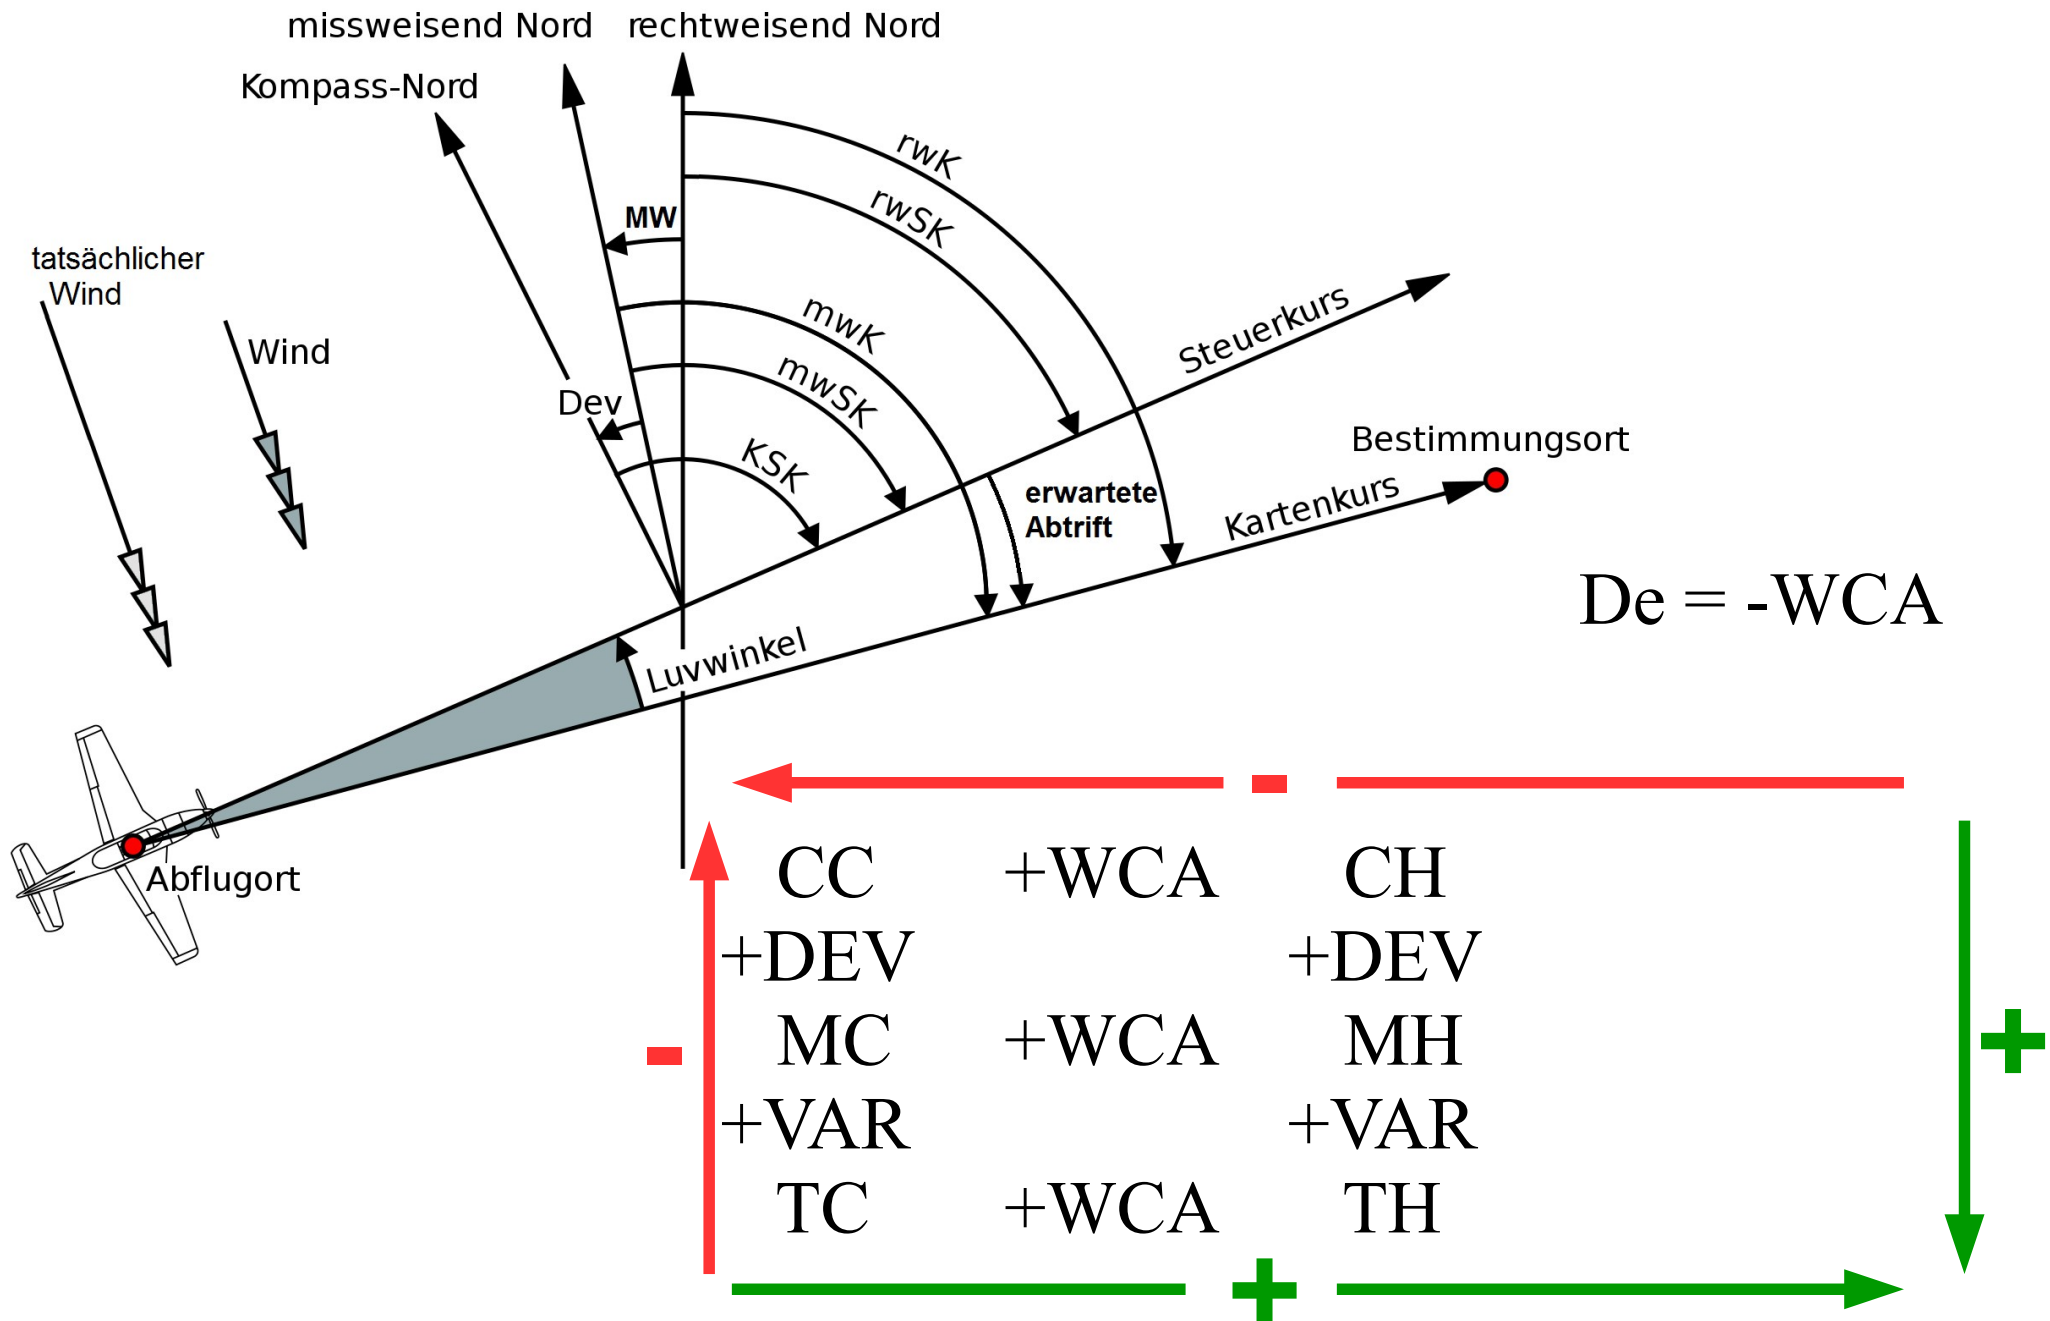 missweisend Nord rechtweisend Nord
Kompass-Nord
rwK
rwSK
MW
tatsächlicher
Wind
Wind
mwK
mwSK
Dev
KSK
Steuerkurs
Bestimmungsort
erwartete
Abtrift
Kartenkurs
De = -WCA
Luvwinkel
Abflugort
-
CC +WCA CH
+DEV +DEV
MC +WCA MH
- +
+VAR +VAR
TC +WCA TH
+